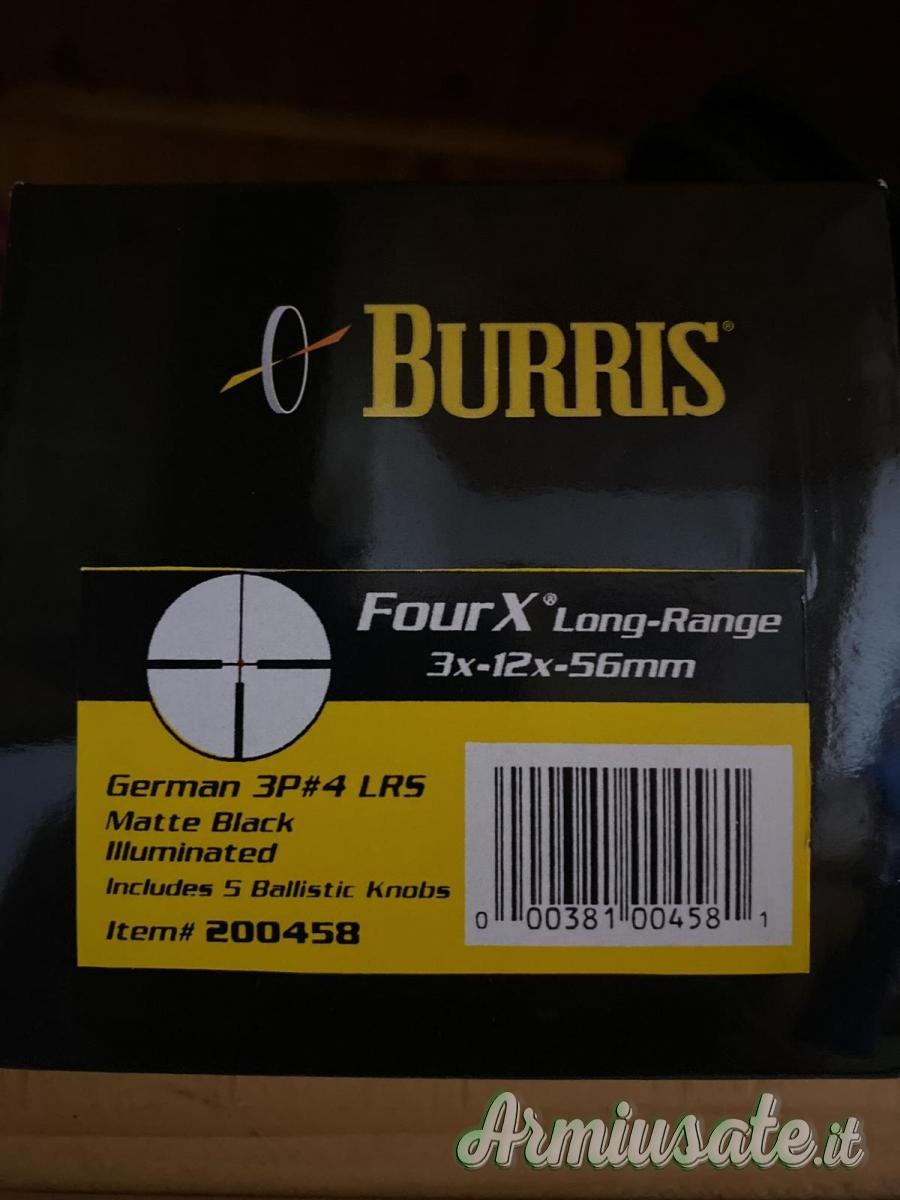 BURRIS®
FourX® Long-Range
3x-12x-56mm
German 3P#4 LRS
Matte Black
Illuminated
Includes 5 Ballistic Knobs
Item# 200458
0 00381 00458 1
Armiusate.it